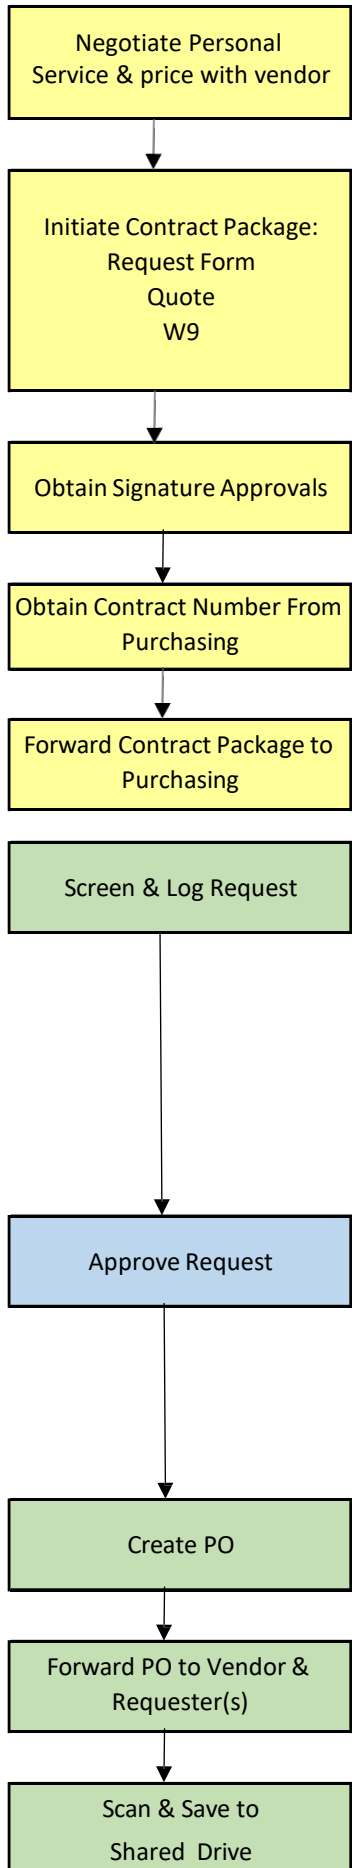 Negotiate Personal
Service & price with vendor
Initiate Contract Package:
Request Form
Quote
W9
Obtain Signature Approvals
Obtain Contract Number From
Purchasing
Forward Contract Package to
Purchasing
Screen & Log Request
Approve Request
Create PO
Forward PO to Vendor &
Requester(s)
Scan & Save to
Shared Drive